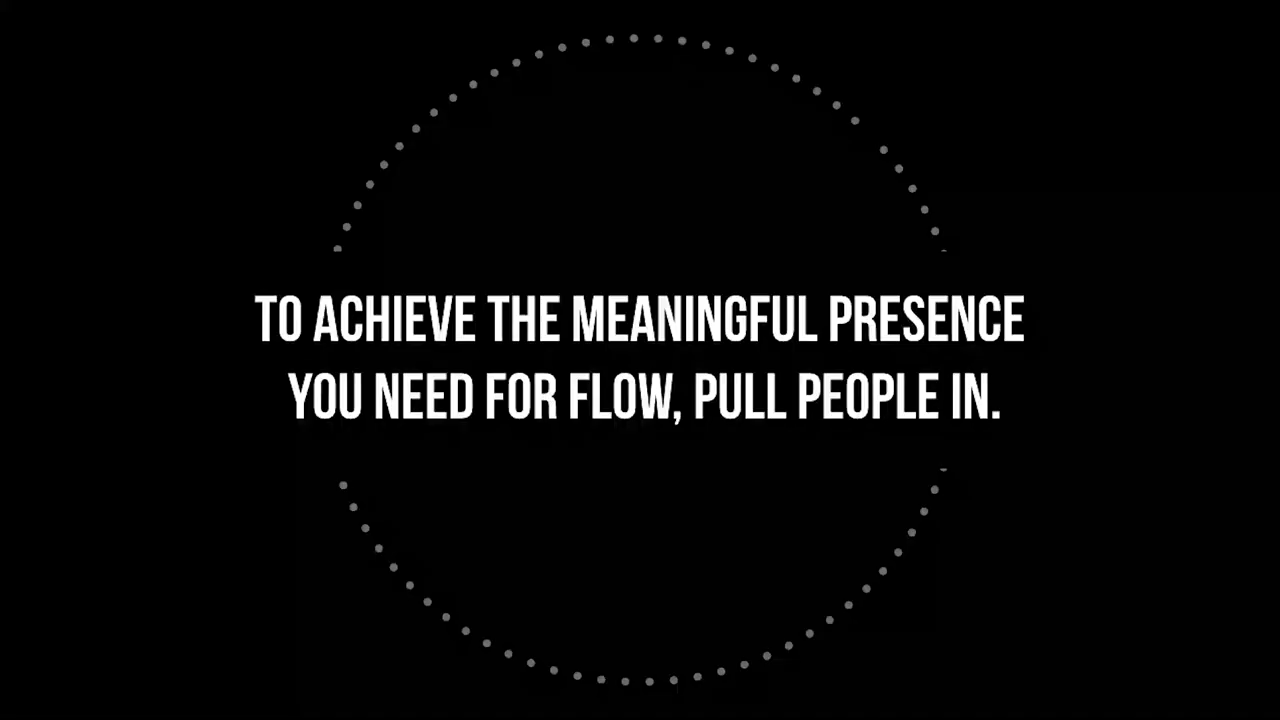 TO ACHIEVE THE MEANINGFUL PRESENCE
YOU NEED FOR FLOW, PULL PEOPLE IN.